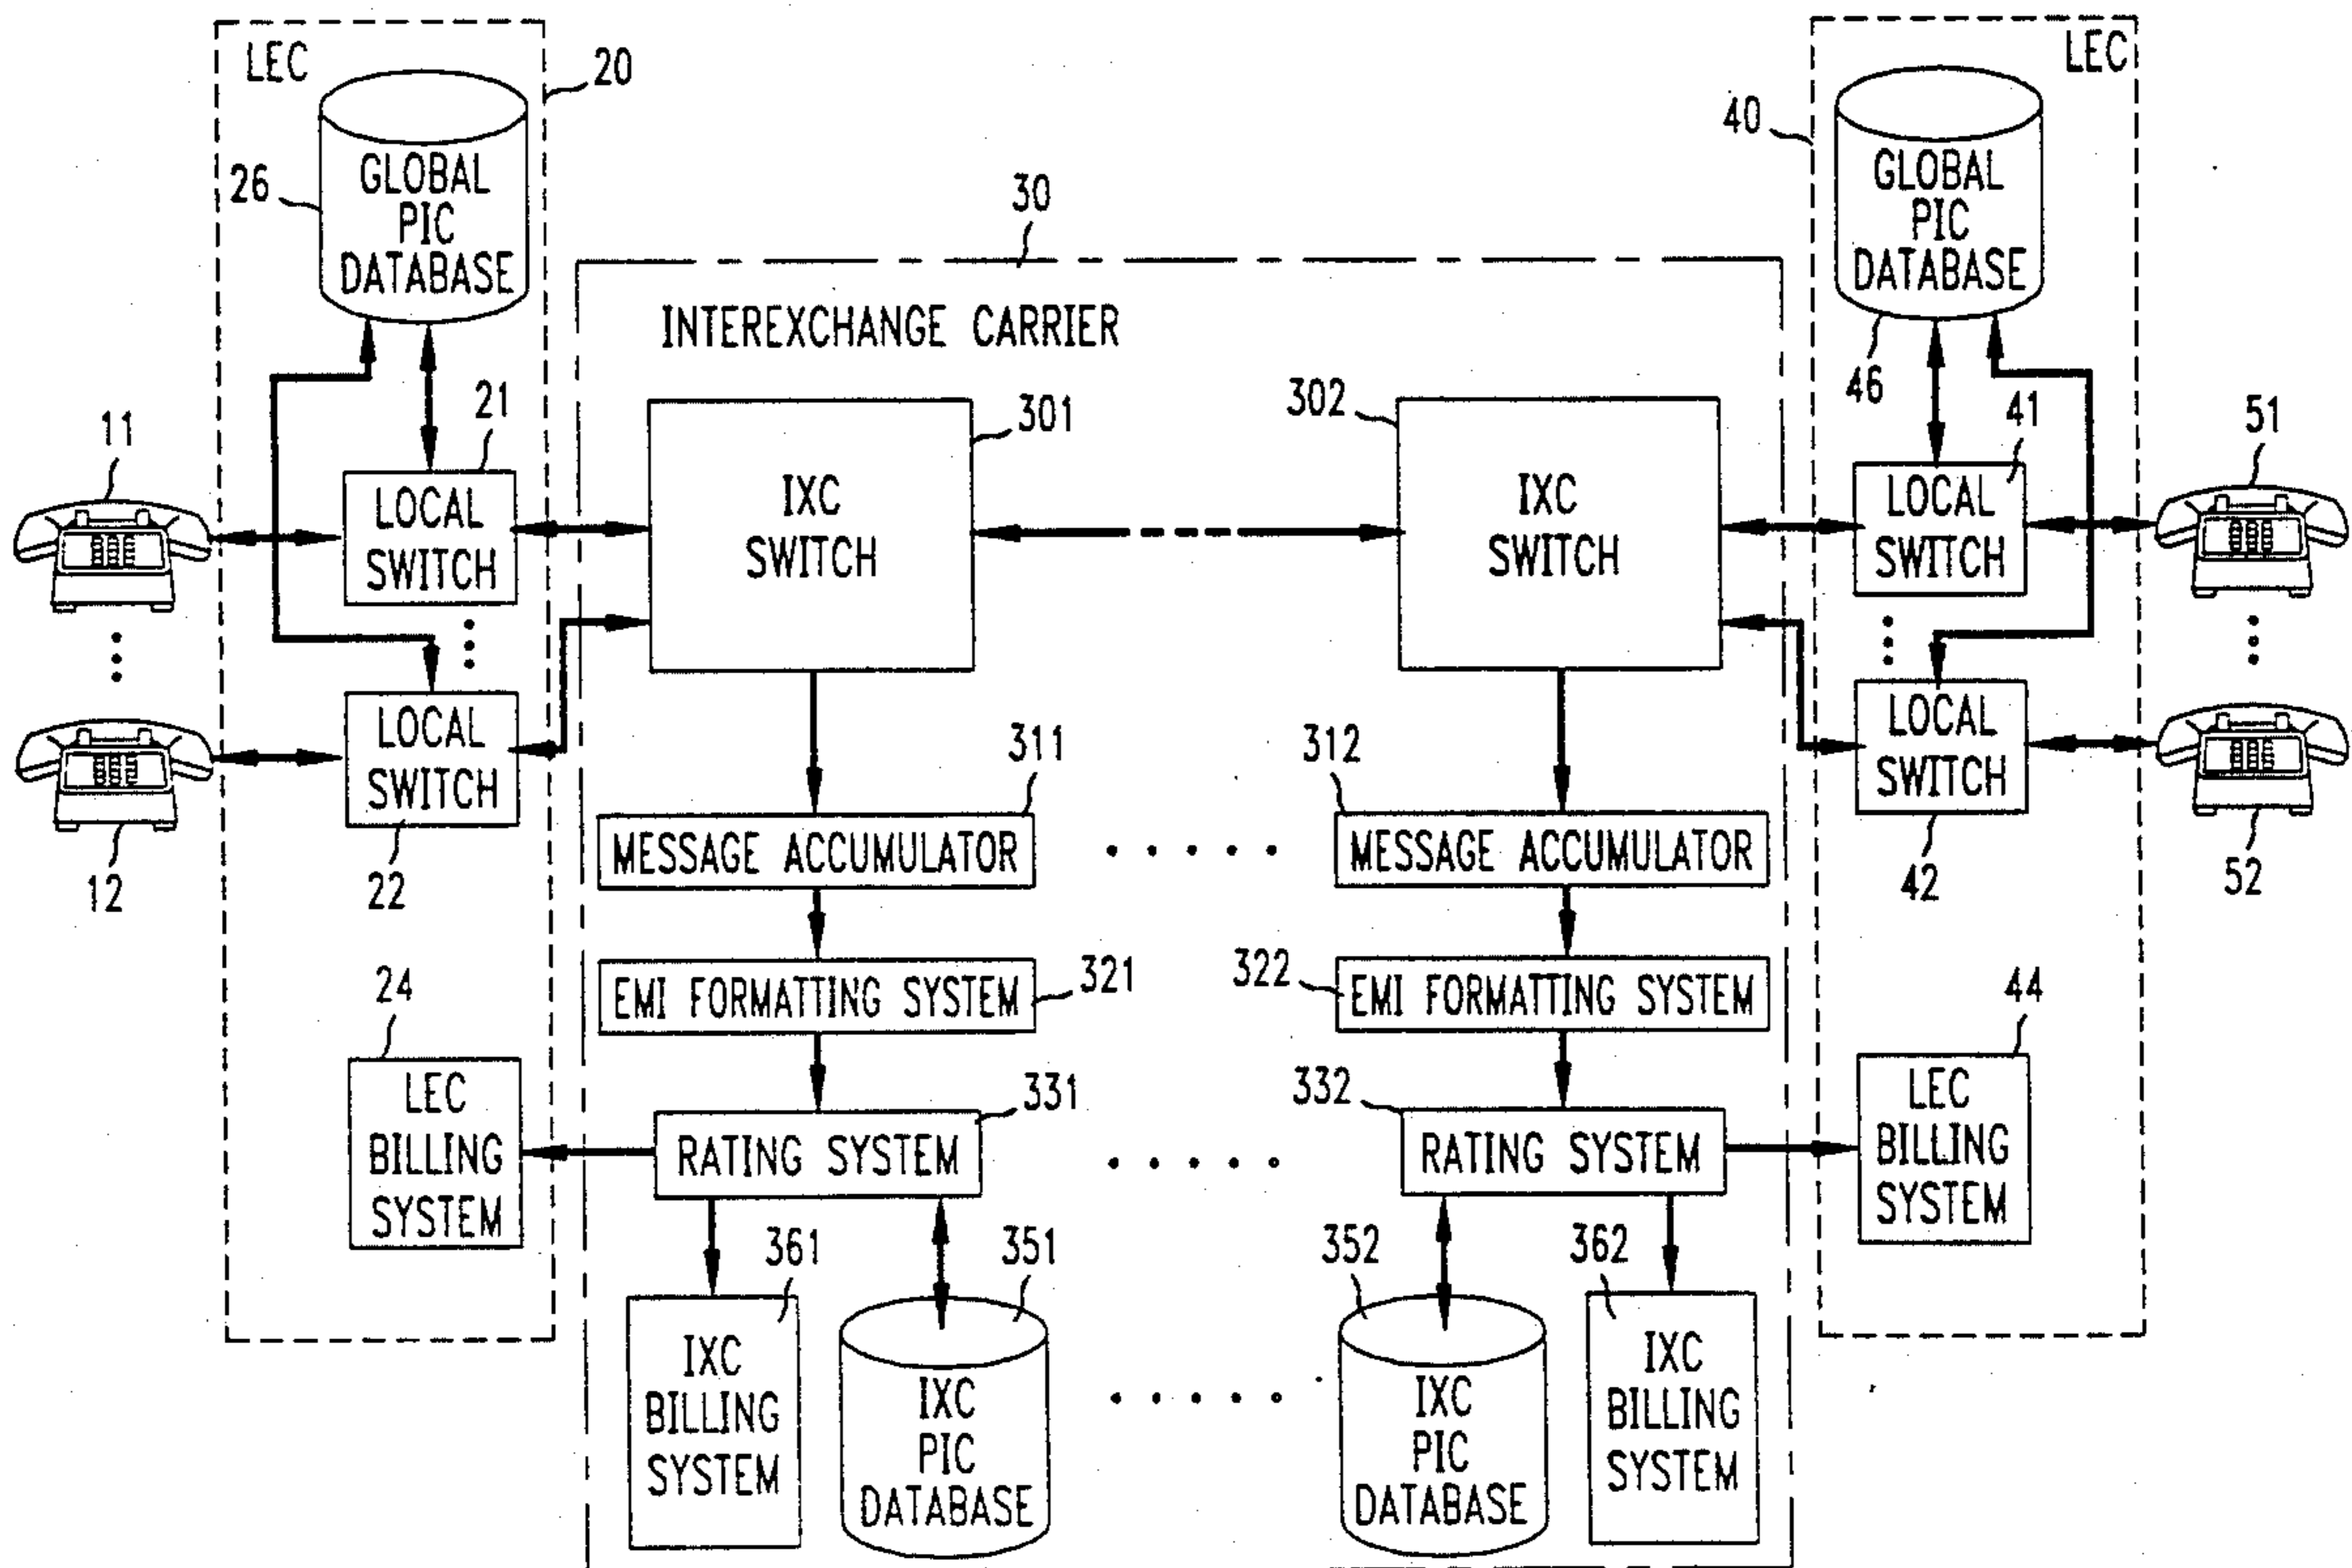 LEC
20
GLOBAL
PIC
DATABASE
26
30
INTEREXCHANGE CARRIER
LEC
40
GLOBAL
PIC
DATABASE
46
11
21
LOCAL
SWITCH
301
IXC
SWITCH
302
IXC
SWITCH
41
LOCAL
SWITCH
51
12
LOCAL
SWITCH
22
311
MESSAGE ACCUMULATOR
312
MESSAGE ACCUMULATOR
LOCAL
SWITCH
42
52
24
LEC
BILLING
SYSTEM
EMI FORMATTING SYSTEM
321
322
EMI FORMATTING SYSTEM
44
LEC
BILLING
SYSTEM
331
RATING SYSTEM
332
RATING SYSTEM
361
IXC
BILLING
SYSTEM
351
IXC
PIC
DATABASE
352
IXC
PIC
DATABASE
362
IXC
BILLING
SYSTEM